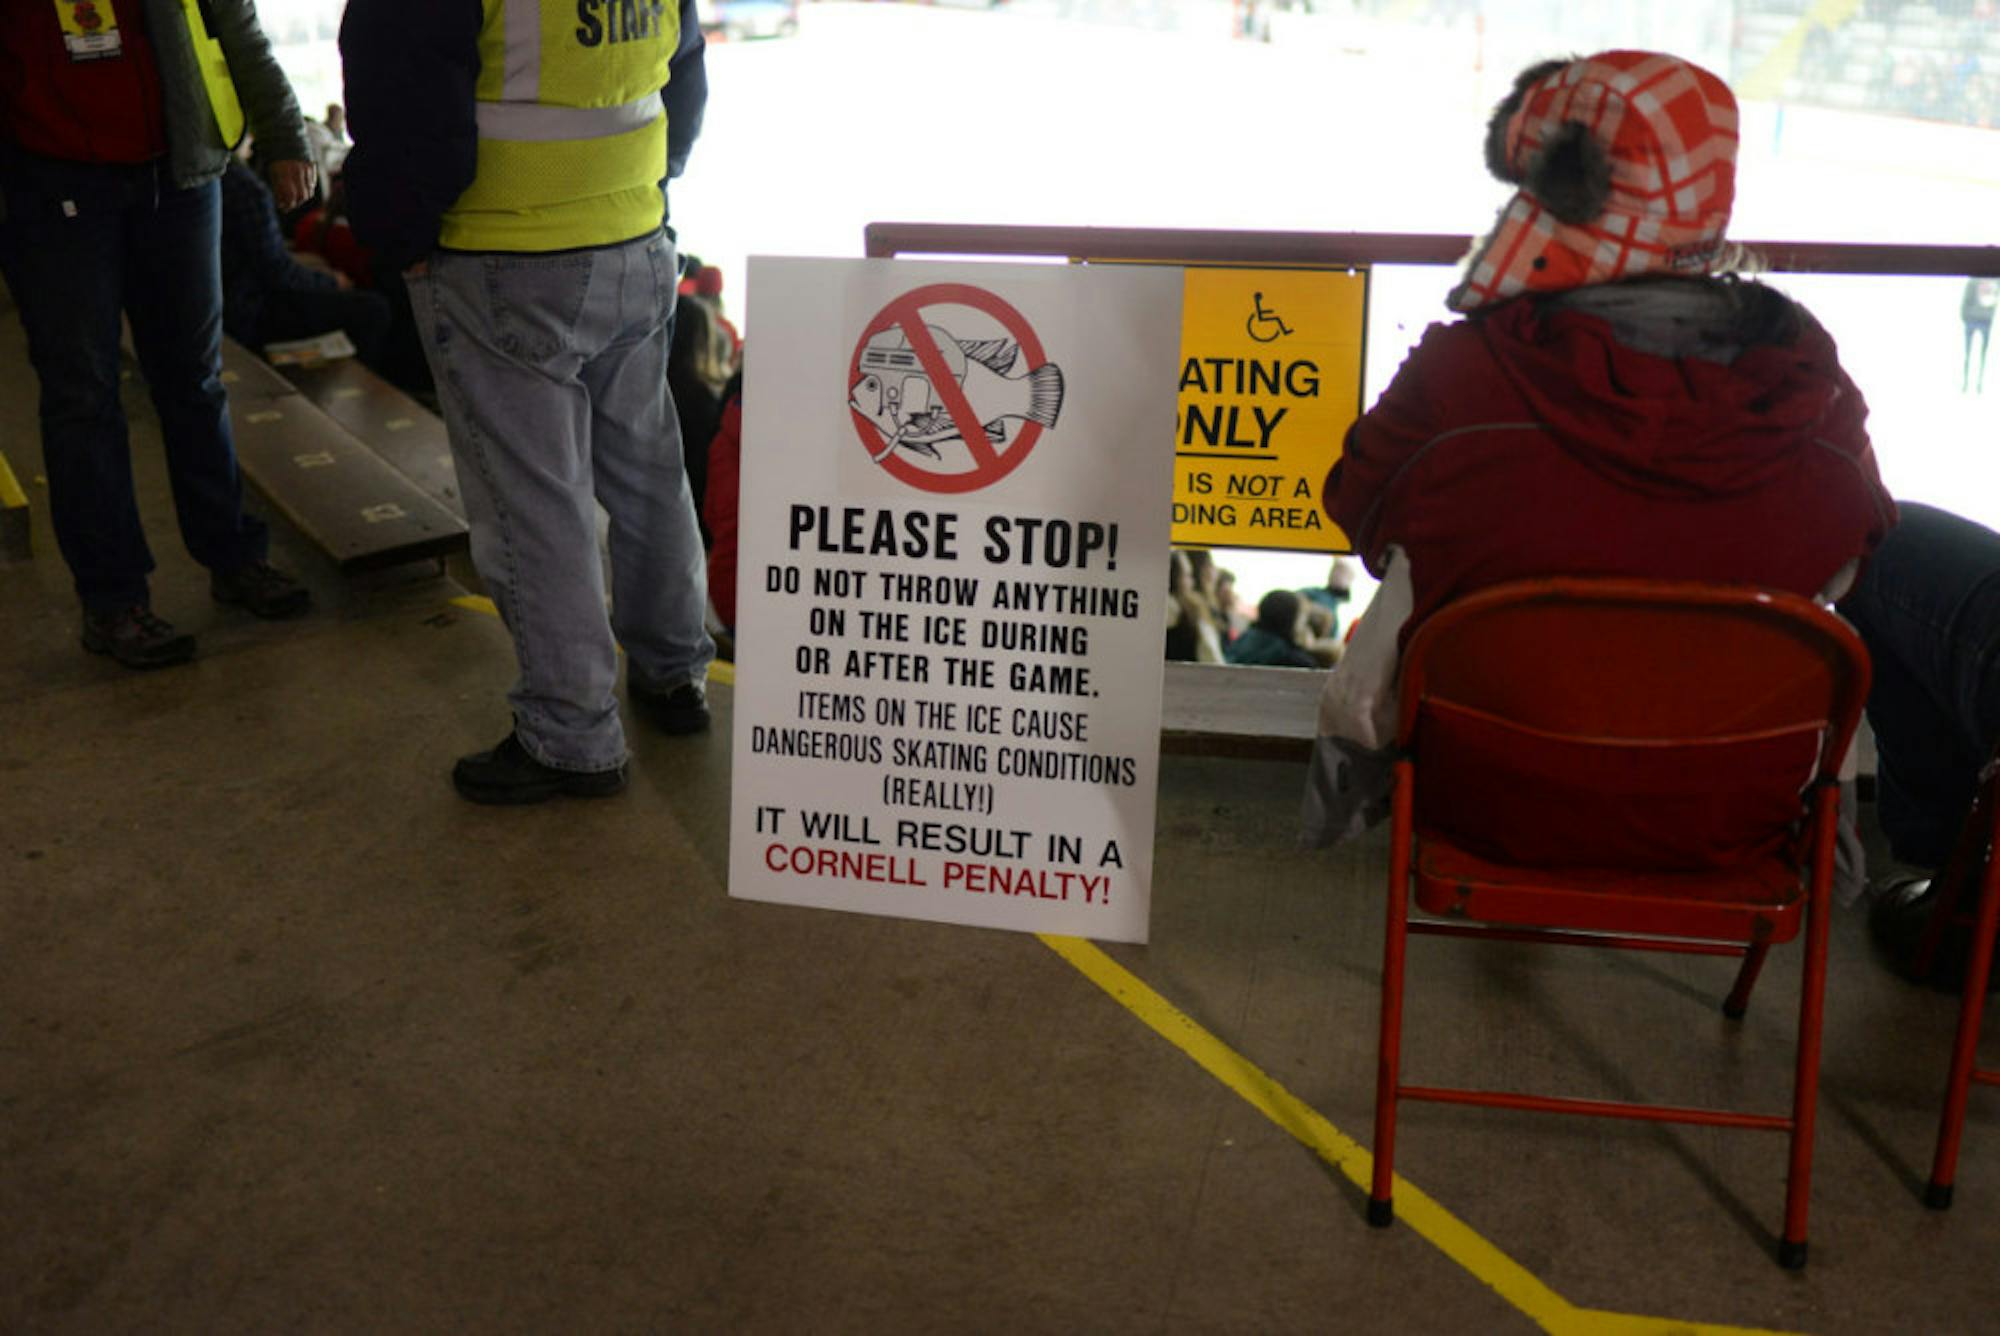 STAFF
PLEASE STOP!
DO NOT THROW ANYTHING
ON THE ICE DURING
OR AFTER THE GAME.
ITEMS ON THE ICE CAUSE
DANGEROUS SKATING CONDITIONS
(REALLY!)
IT WILL RESULT IN A
CORNELL PENALTY!
ATING
ONLY
IS NOT A
DING AREA